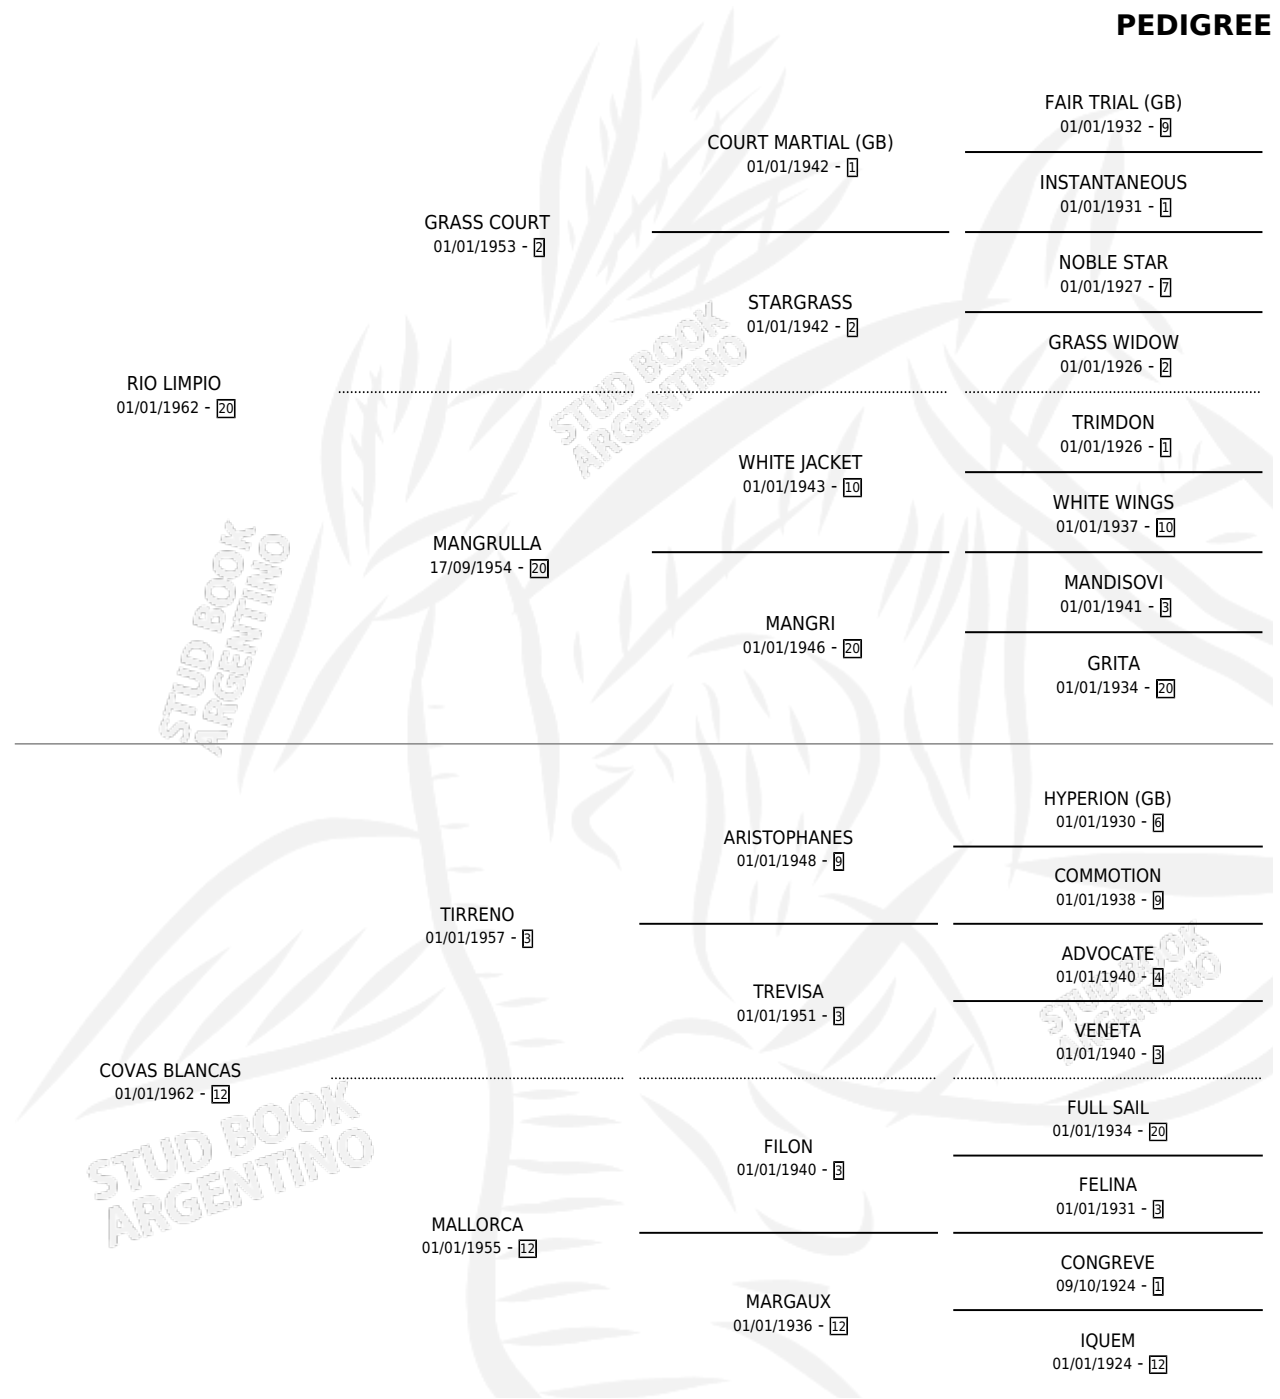 PEDIGREE
FAIR TRIAL (GB)
01/01/1932 - 9
COURT MARTIAL (GB)
01/01/1942 - 1
INSTANTANEOUS
01/01/1931 - 1
GRASS COURT
01/01/1953 - 2
NOBLE STAR
01/01/1927 - 7
STARGRASS
01/01/1942 - 2
GRASS WIDOW
01/01/1926 - 2
RIO LIMPIO
01/01/1962 - 20
STUD BOOK
ARGENTINO
TRIMDON
01/01/1926 - 1
WHITE JACKET
01/01/1943 - 10
WHITE WINGS
01/01/1937 - 10
MANGRULLA
17/09/1954 - 20
MANDISOVI
01/01/1941 - 3
MANGRI
01/01/1946 - 20
GRITA
01/01/1934 - 20
STUD BOOK
ARGENTINO
HYPERION (GB)
01/01/1930 - 6
ARISTOPHANES
01/01/1948 - 9
COMMOTION
01/01/1938 - 9
TIRRENO
01/01/1957 - 3
ADVOCATE
01/01/1940 - 4
TREVISA
01/01/1951 - 3
VENETA
01/01/1940 - 3
STUD BOOK
ARGENTINO
COVAS BLANCAS
01/01/1962 - 12
FULL SAIL
01/01/1934 - 20
FILON
01/01/1940 - 3
FELINA
01/01/1931 - 3
STUD BOOK
ARGENTINO
MALLORCA
01/01/1955 - 12
CONGREVE
09/10/1924 - 1
MARGAUX
01/01/1936 - 12
IQUEM
01/01/1924 - 12